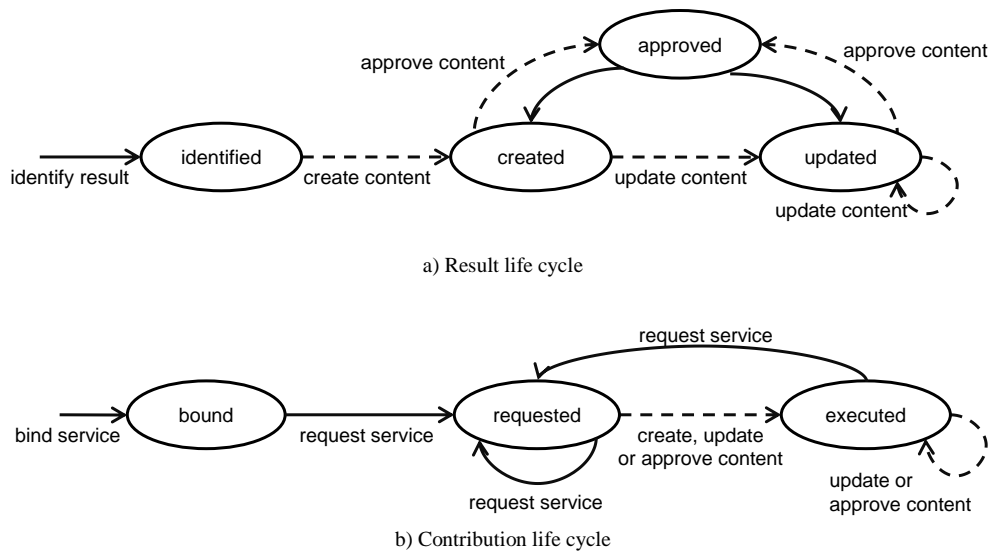 approved
approve content
approve content
identified
created
updated
identify result
create content
update content
update content
a) Result life cycle
request service
bound
requested
executed
bind service
request service
create, update
or approve content
request service
update or
approve content
b) Contribution life cycle